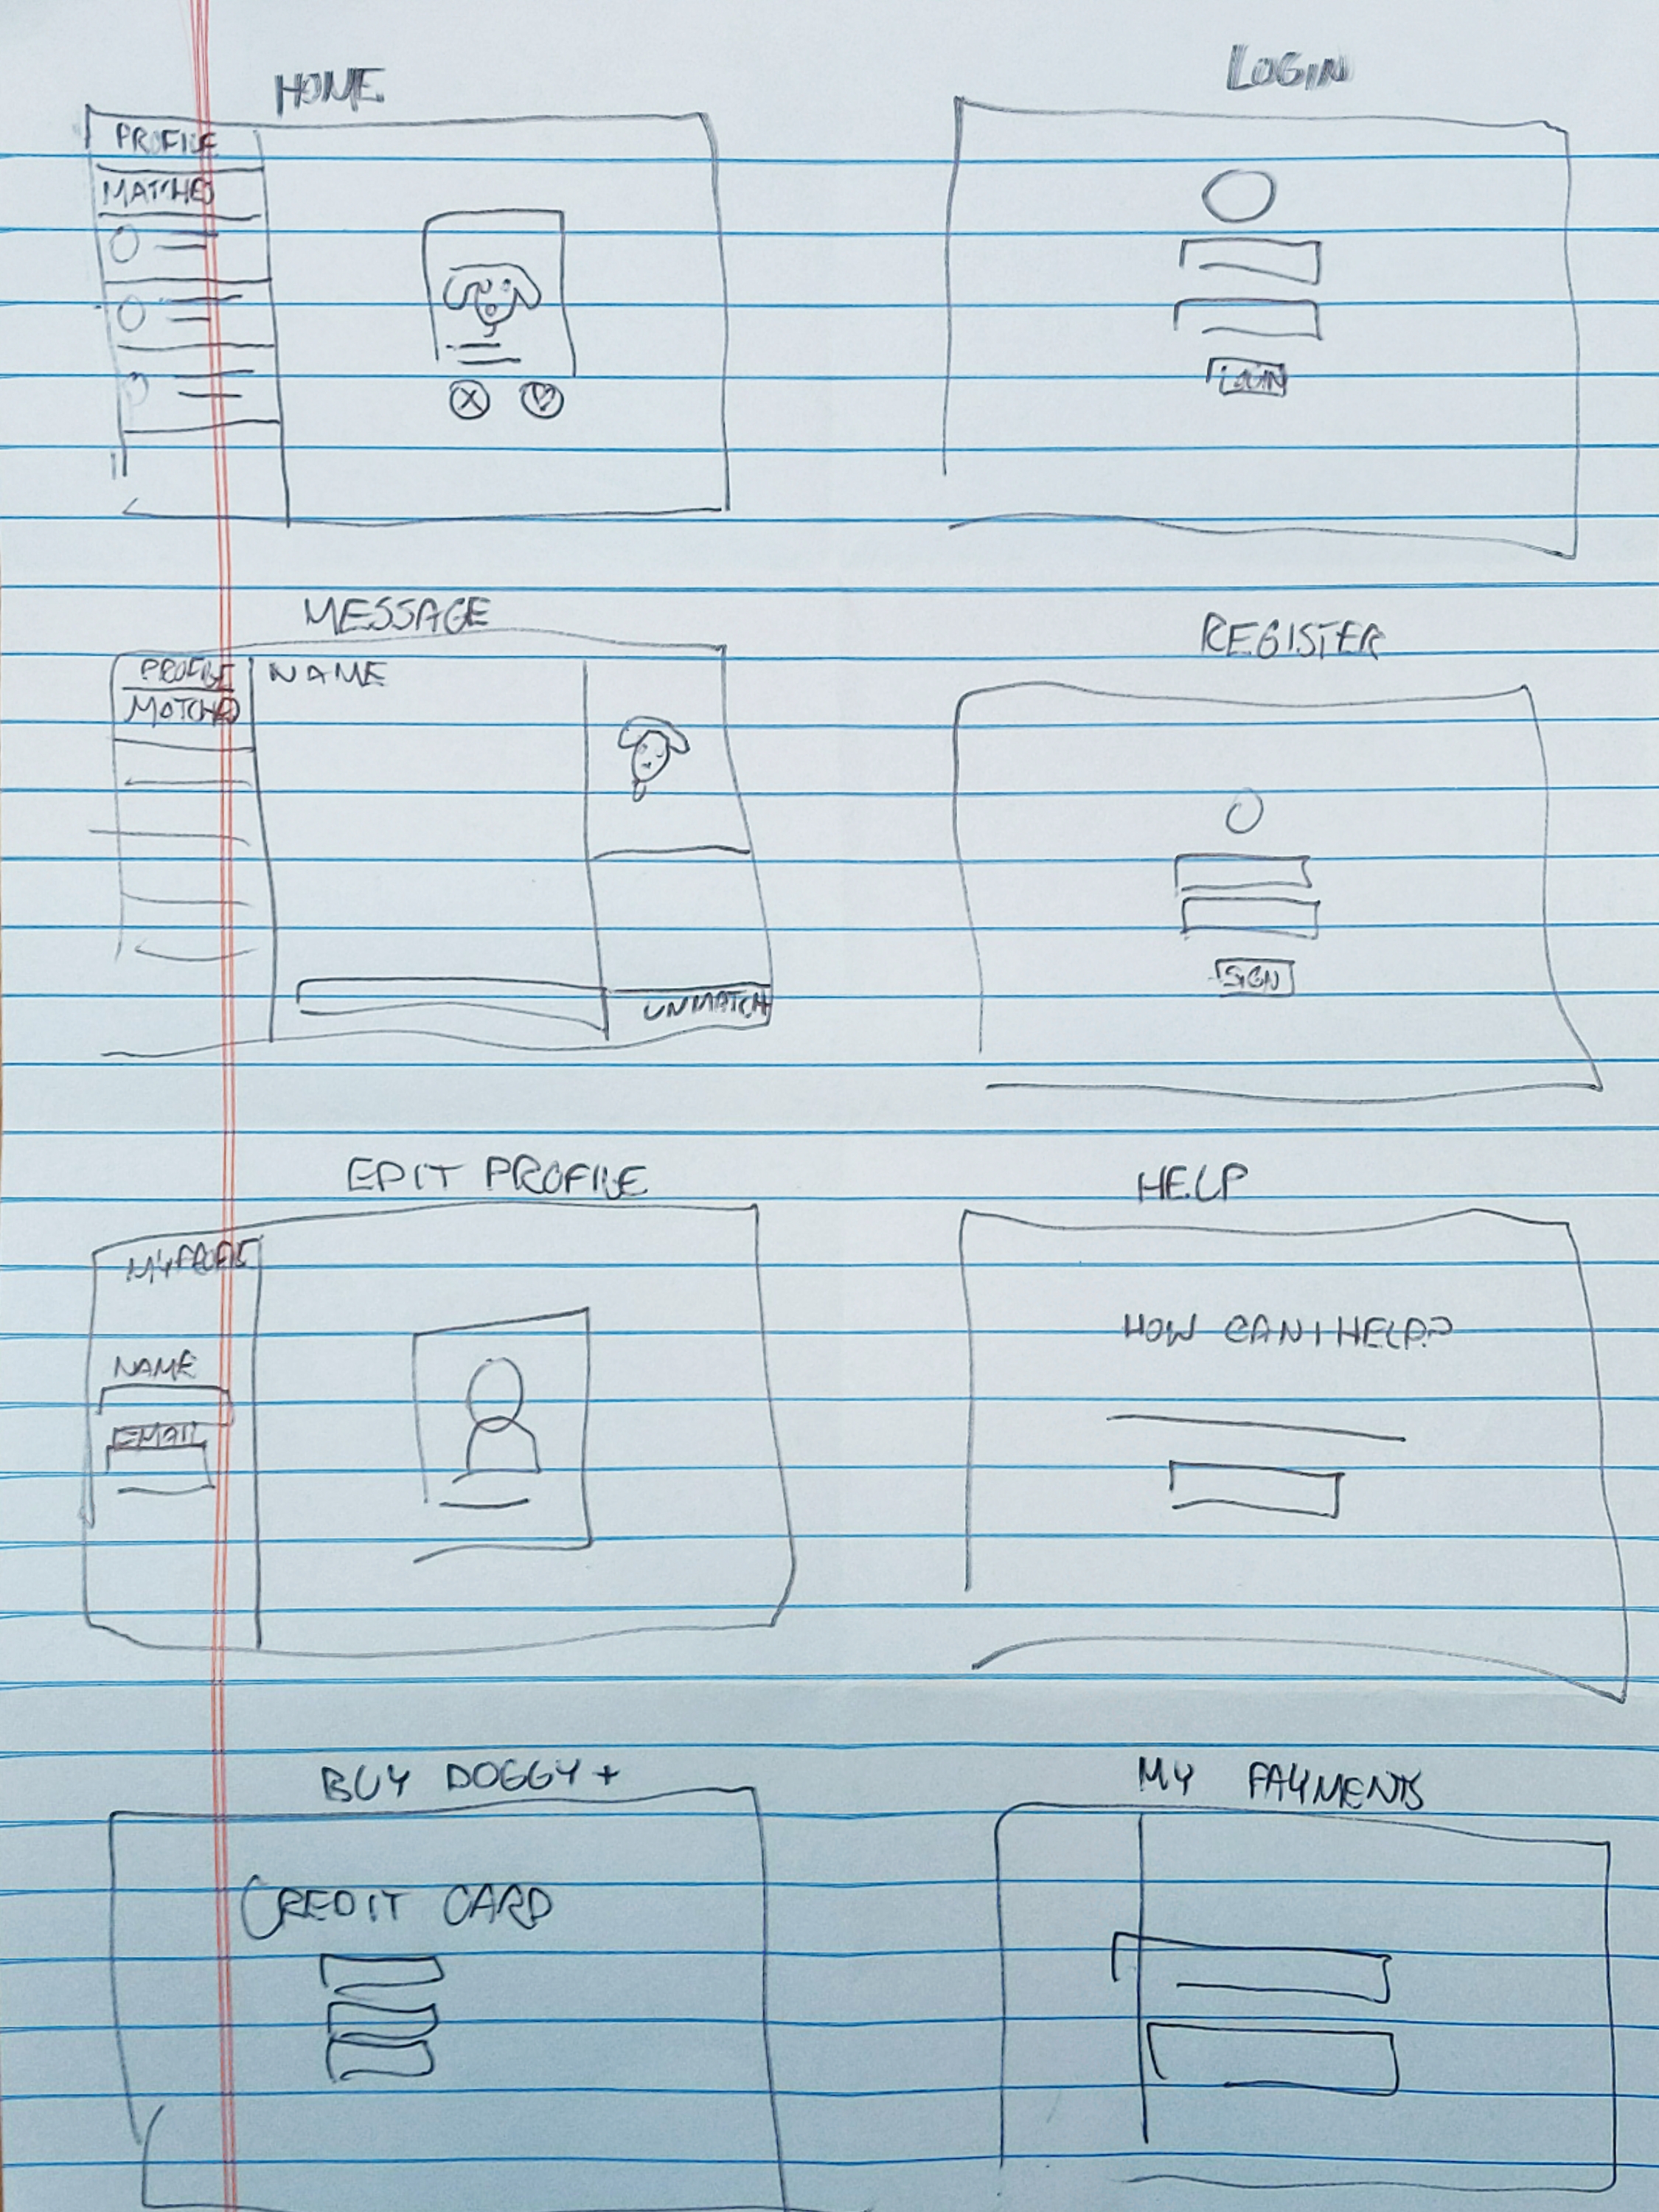 HOME
PROFILE
MATCHES
LOGIN
LOGIN
MESSAGE
PROFILE
MATCHES
NAME
UNMATCH
REGISTER
SIGN
EDIT PROFILE
MY PROFILE
NAME
EMAIL
HELP
HOW CAN I HELP?
BUY DOGGY+
CREDIT CARD
MY PAYMENTS